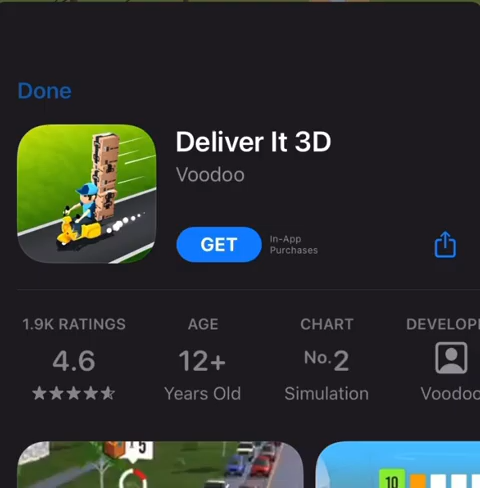 Done
Deliver It 3D
Voodoo
GET
In-App
Purchases
1.9K RATINGS
AGE
CHART
DEVELOP
4.6
12+
No.2
Years Old
Simulation
Voodoo
10